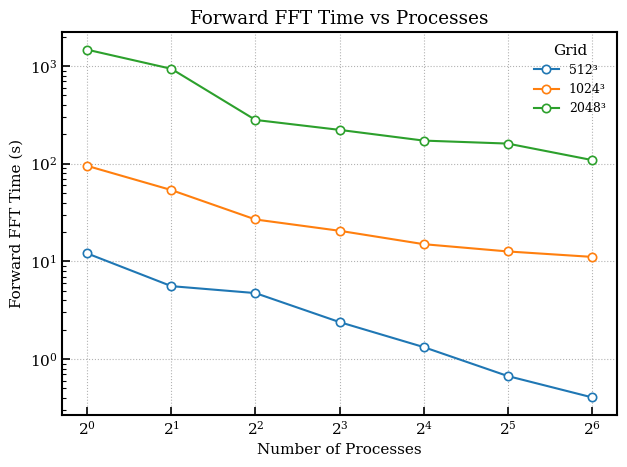 Forward FFT Time vs Processes
Grid
512³
1024³
2048³
10³
10²
10¹
10⁰
Forward FFT Time (s)
2⁰ 2¹ 2² 2³ 2⁴ 2⁵ 2⁶
Number of Processes